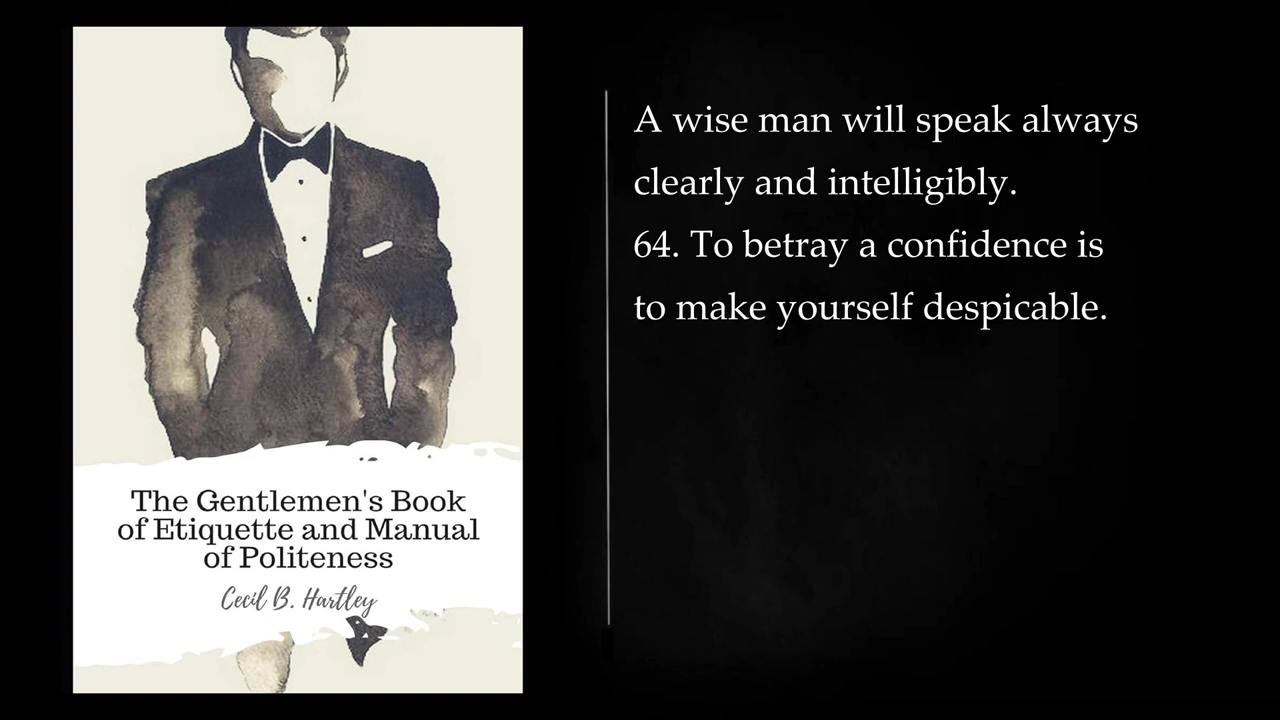 The Gentlemen's Book
of Etiquette and Manual
of Politeness
Cecil B. Hartley
A wise man will speak always
clearly and intelligibly.
64. To betray a confidence is
to make yourself despicable.